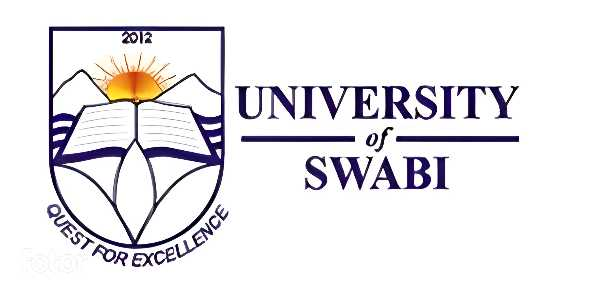 2012
UNIVERSITY
of
SWABI
QUEST FOR EXCELLENCE